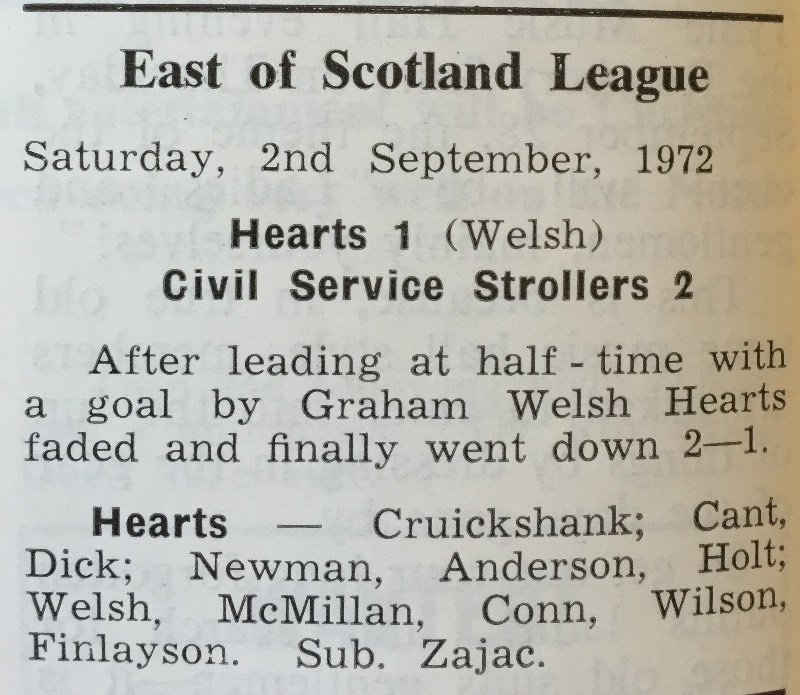 East of Scotland League
Saturday, 2nd September, 1972
Hearts 1 (Welsh)
Civil Service Strollers 2
After leading at half - time with
a goal by Graham Welsh Hearts
faded and finally went down 2—1.
Hearts — Cruickshank; Cant,
Dick; Newman, Anderson, Holt;
Welsh, McMillan, Conn, Wilson,
Finlayson. Sub. Zajac.